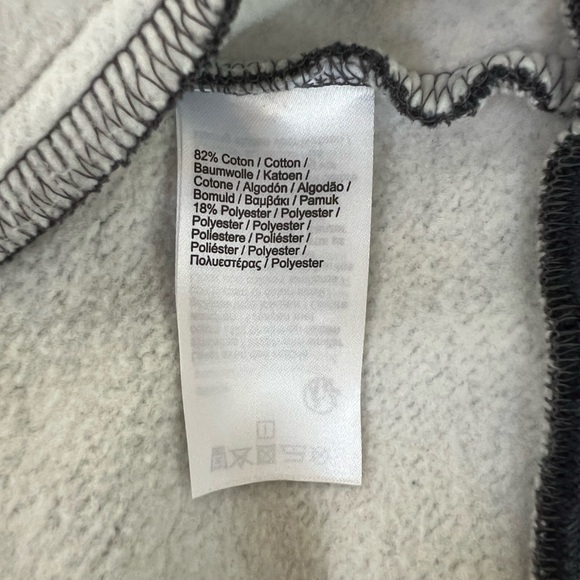 82% Coton / Cotton /
Baumwolle / Katoen /
Cotone / Algodón / Algodão /
Bomuld / Βαμβάκι / Pamuk
18% Polyester / Polyester /
Polyester / Polyester /
Poliestere / Poliéster /
Poliéster / Polyester /
Πολυεστέρας / Polyester